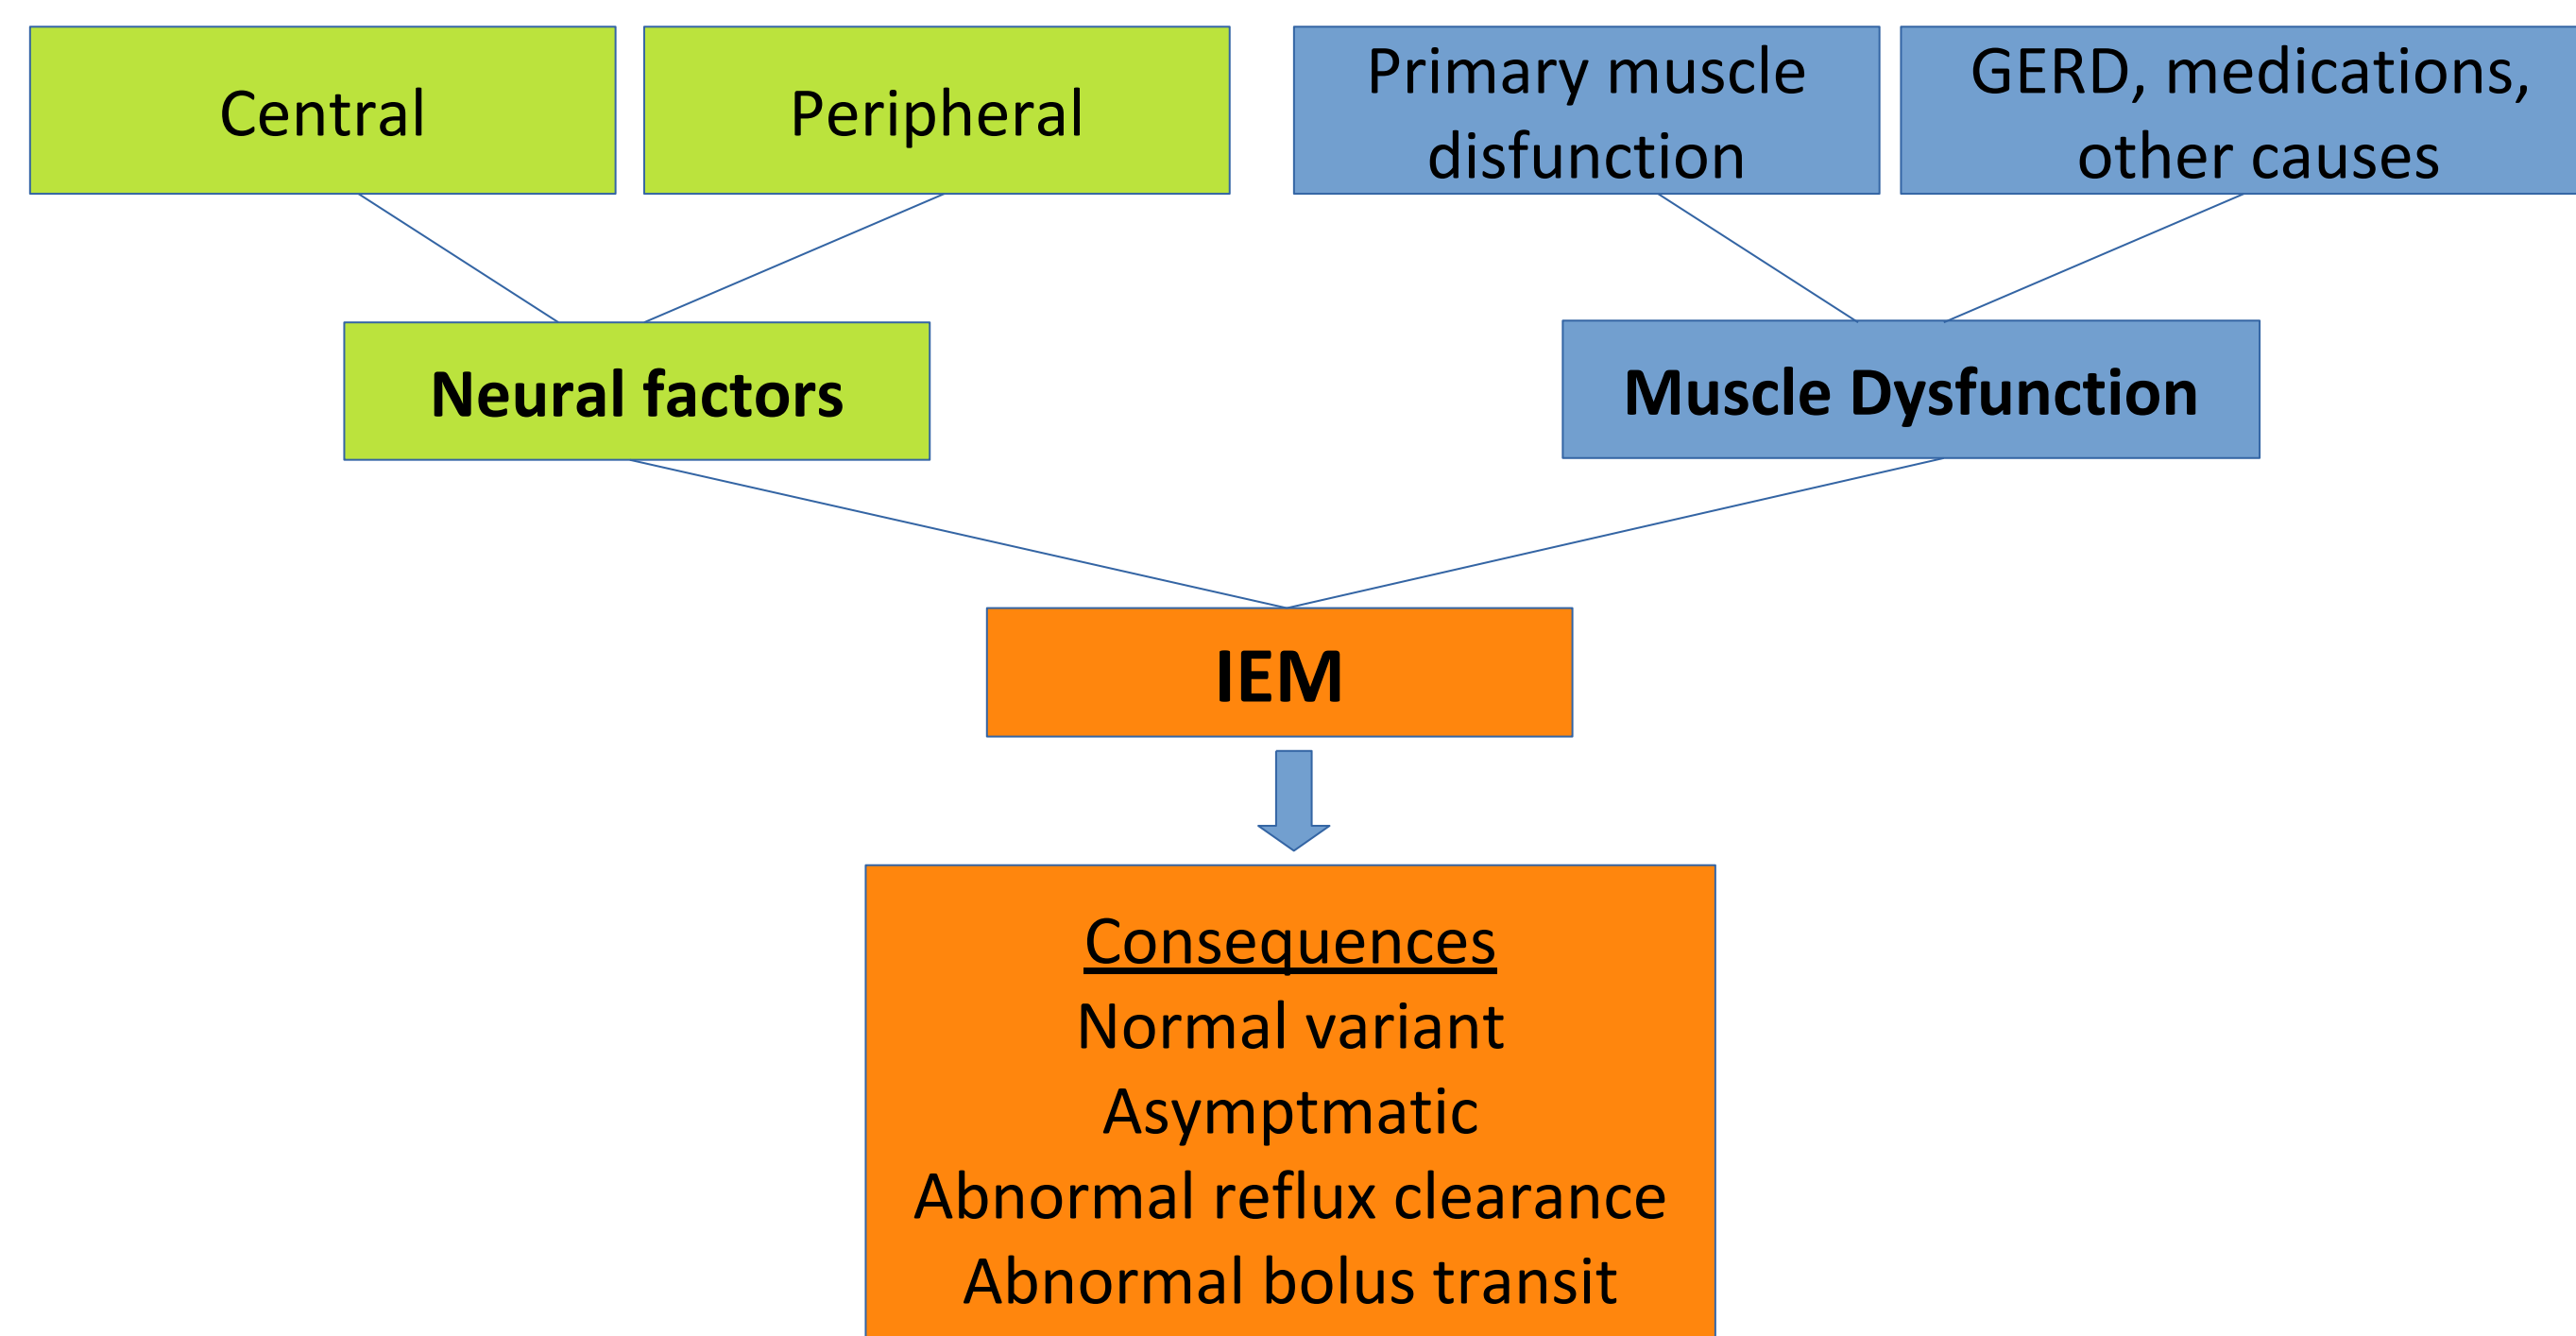 Central
Peripheral
Primary muscle
disfunction
GERD, medications,
other causes
Neural factors
Muscle Dysfunction
IEM
Consequences
Normal variant
Asymptmatic
Abnormal reflux clearance
Abnormal bolus transit